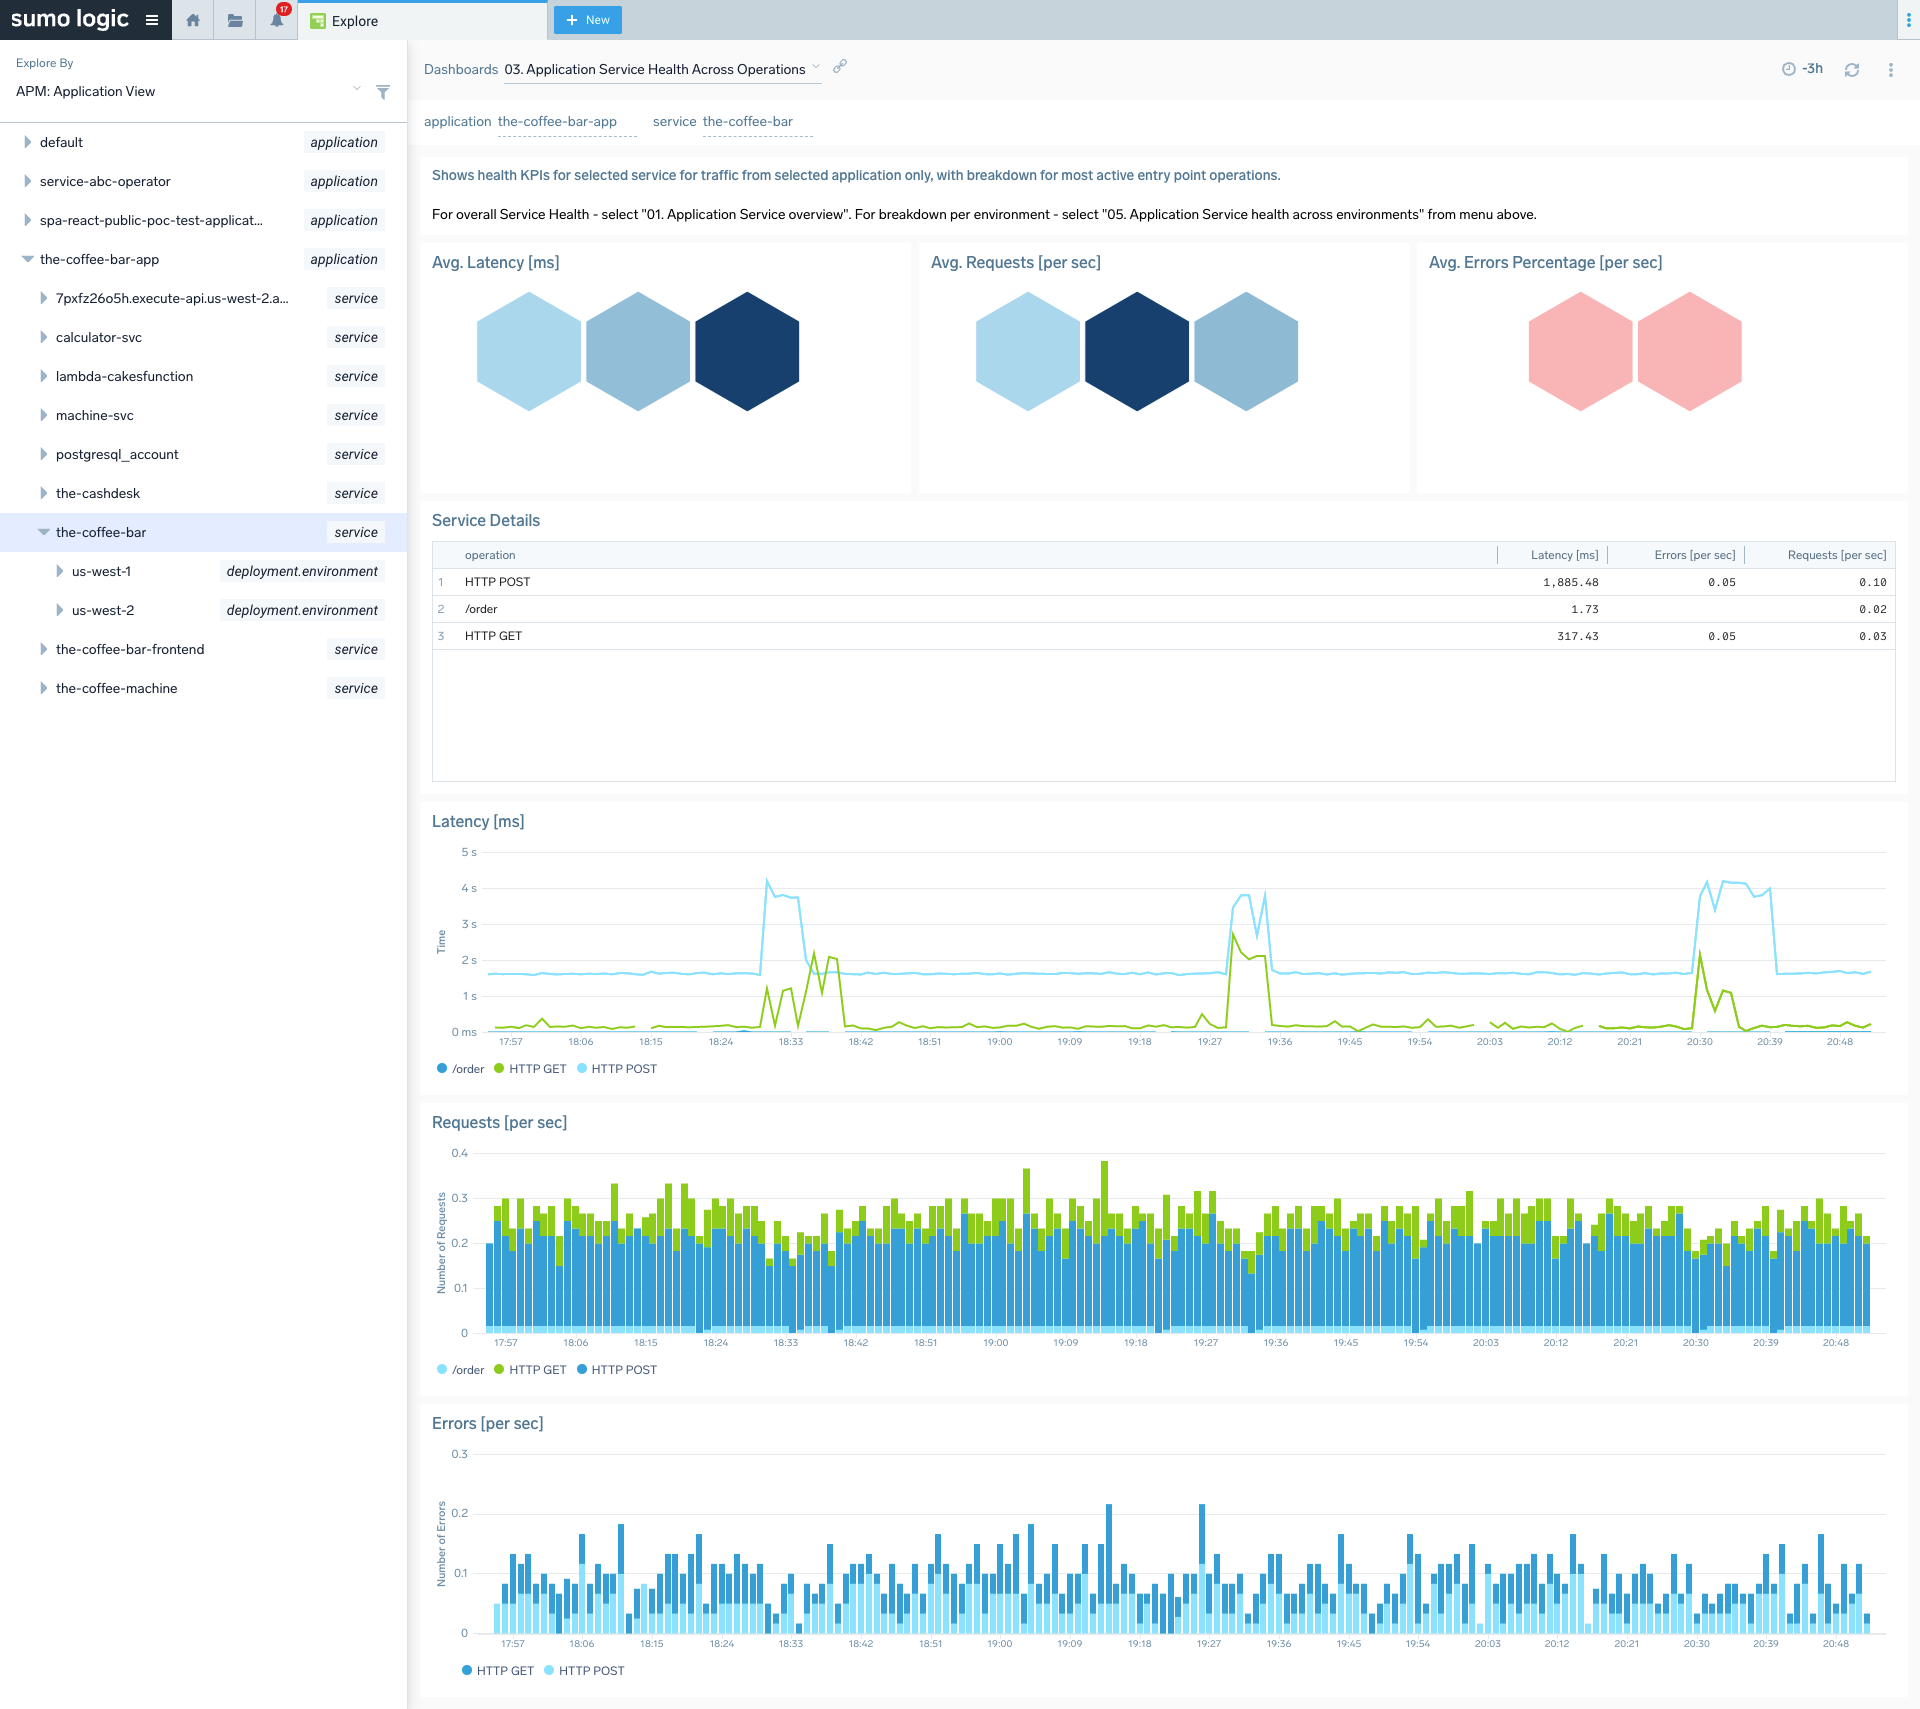 sumo logic
17
Explore
+ New
Explore By
APM: Application View
default application
service-abc-operator application
spa-react-public-poc-test-applicat... application
the-coffee-bar-app application
7pxfz26o5h.execute-api.us-west-2.a... service
calculator-svc service
lambda-cakesfunction service
machine-svc service
postgresql_account service
the-cashdesk service
the-coffee-bar service
us-west-1 deployment.environment
us-west-2 deployment.environment
the-coffee-bar-frontend service
the-coffee-machine service
Dashboards 03. Application Service Health Across Operations
-3h
application the-coffee-bar-app service the-coffee-bar
Shows health KPIs for selected service for traffic from selected application only, with breakdown for most active entry point operations.
For overall Service Health - select "01. Application Service overview". For breakdown per environment - select "05. Application Service health across environments" from menu above.
Avg. Latency [ms]
Avg. Requests [per sec]
Avg. Errors Percentage [per sec]
Service Details
operation Latency [ms] Errors [per sec] Requests [per sec]
1 HTTP POST 1,885.48 0.05 0.10
2 /order 1.73 0.02
3 HTTP GET 317.43 0.05 0.03
Latency [ms]
Time
5 s
4 s
3 s
2 s
1 s
0 ms
17:57 18:06 18:15 18:24 18:33 18:42 18:51 19:00 19:09 19:18 19:27 19:36 19:45 19:54 20:03 20:12 20:21 20:30 20:39 20:48
/order HTTP GET HTTP POST
Requests [per sec]
Number of Requests
0.4
0.3
0.2
0.1
0
17:57 18:06 18:15 18:24 18:33 18:42 18:51 19:00 19:09 19:18 19:27 19:36 19:45 19:54 20:03 20:12 20:21 20:30 20:39 20:48
/order HTTP GET HTTP POST
Errors [per sec]
Number of Errors
0.3
0.2
0.1
0
17:57 18:06 18:15 18:24 18:33 18:42 18:51 19:00 19:09 19:18 19:27 19:36 19:45 19:54 20:03 20:12 20:21 20:30 20:39 20:48
HTTP GET HTTP POST